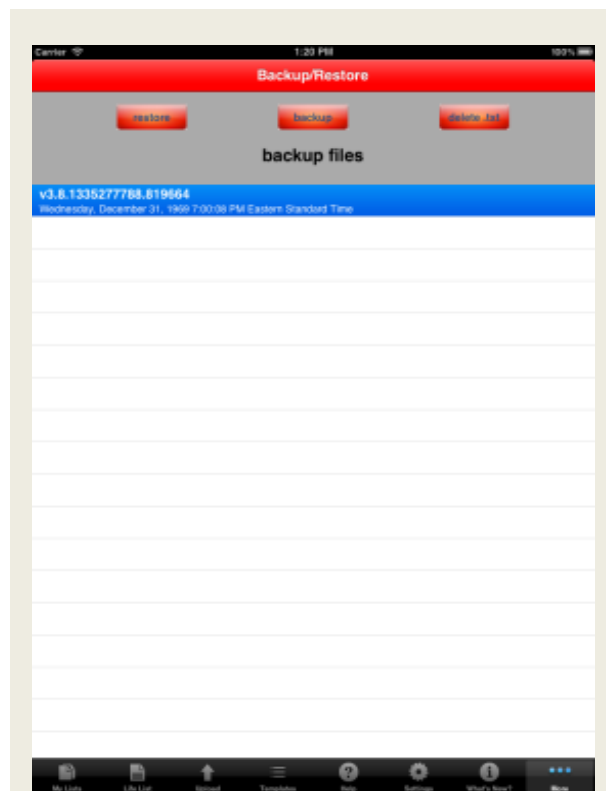 Carrier 1:20 PM 100%
Backup/Restore
restore backup delete .txt
backup files
v3.8.1335277788.819664
Wednesday, December 31, 1969 7:00:08 PM Eastern Standard Time
My Lists Life List Upload Templates Help Settings What's New? More